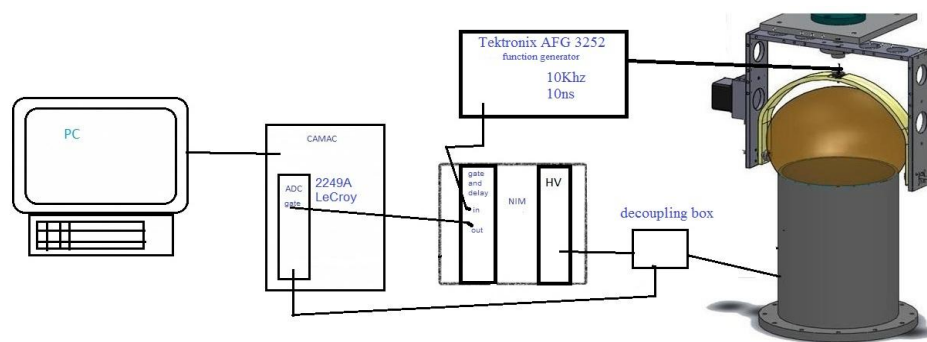 Tektronix AFG 3252
function generator
10Khz
10ns
PC
CAMAC
ADC
gate
2249A
LeCroy
gate
and
delay
in
out
NIM
HV
decoupling box